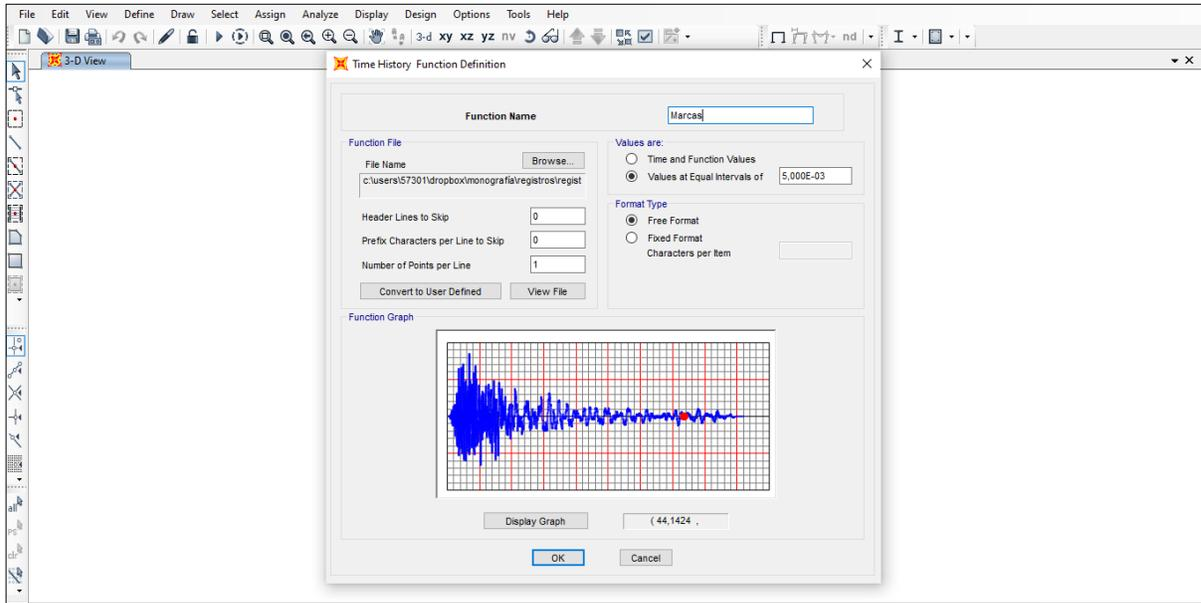 File Edit View Define Draw Select Assign Analyze Display Design Options Tools Help
3-d xy xz yz nv nd
3-D View
Time History Function Definition
Function Name Marcas
Function File
File Name Browse...
c:\users\57301\dropbox\monografía\registros\regist
Header Lines to Skip 0
Prefix Characters per Line to Skip 0
Number of Points per Line 1
Convert to User Defined View File
Values are:
Time and Function Values
Values at Equal Intervals of 5,000E-03
Format Type
Free Format
Fixed Format
Characters per Item
Function Graph
Display Graph ( 44,1424 ,
OK Cancel
all
ps
clr